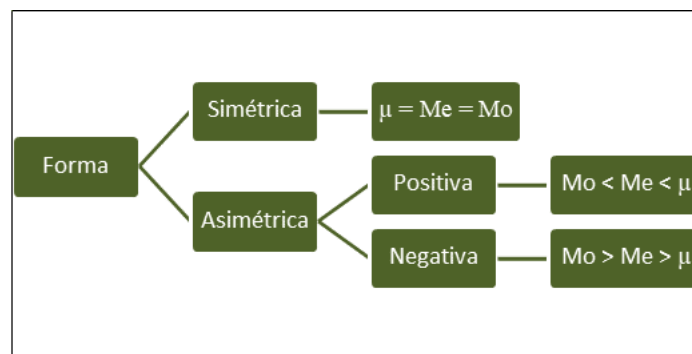 Forma
Simétrica
μ = Me = Mo
Asimétrica
Positiva
Mo < Me < μ
Negativa
Mo > Me > μ